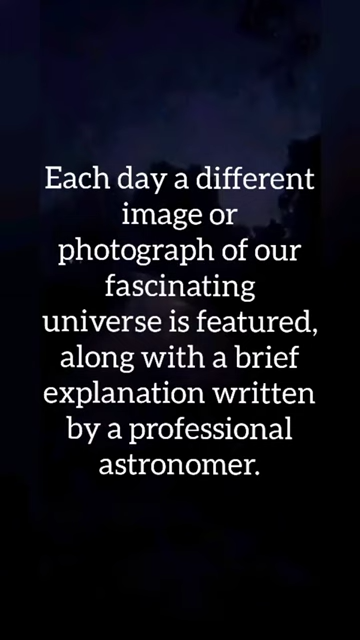 Each day a different
image or
photograph of our
fascinating
universe is featured,
along with a brief
explanation written
by a professional
astronomer.